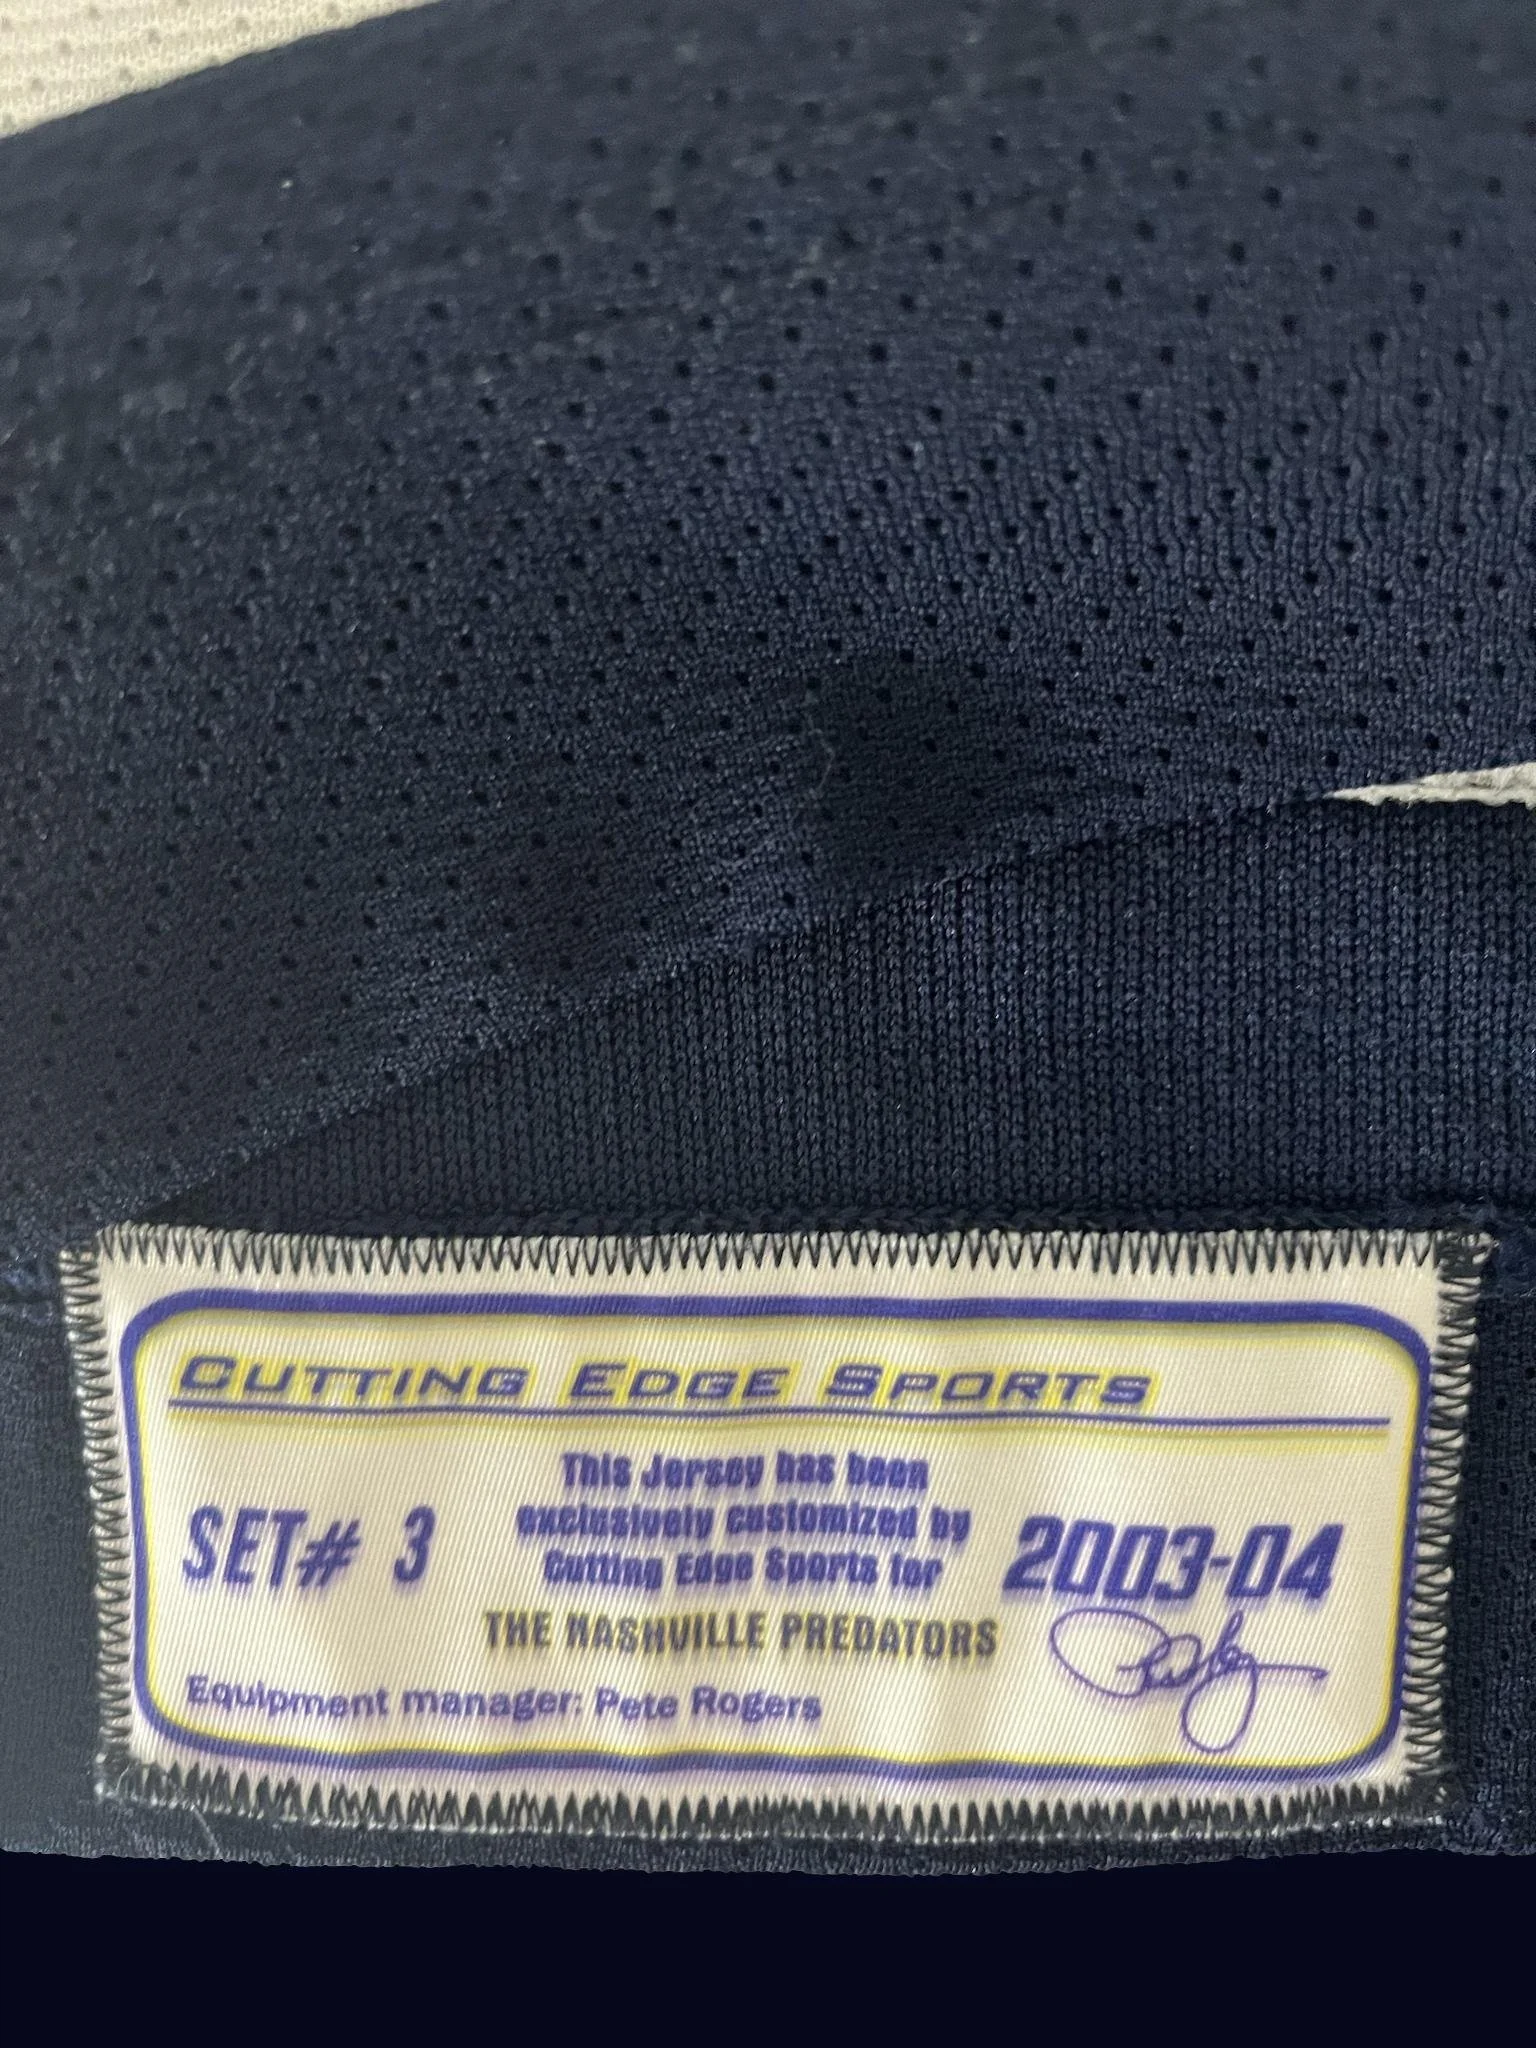 CUTTING EDGE SPORTS
This Jersey has been
exclusively customized by
Cutting Edge Sports for
SET# 3
2003-04
THE NASHVILLE PREDATORS
Equipment manager: Pete Rogers